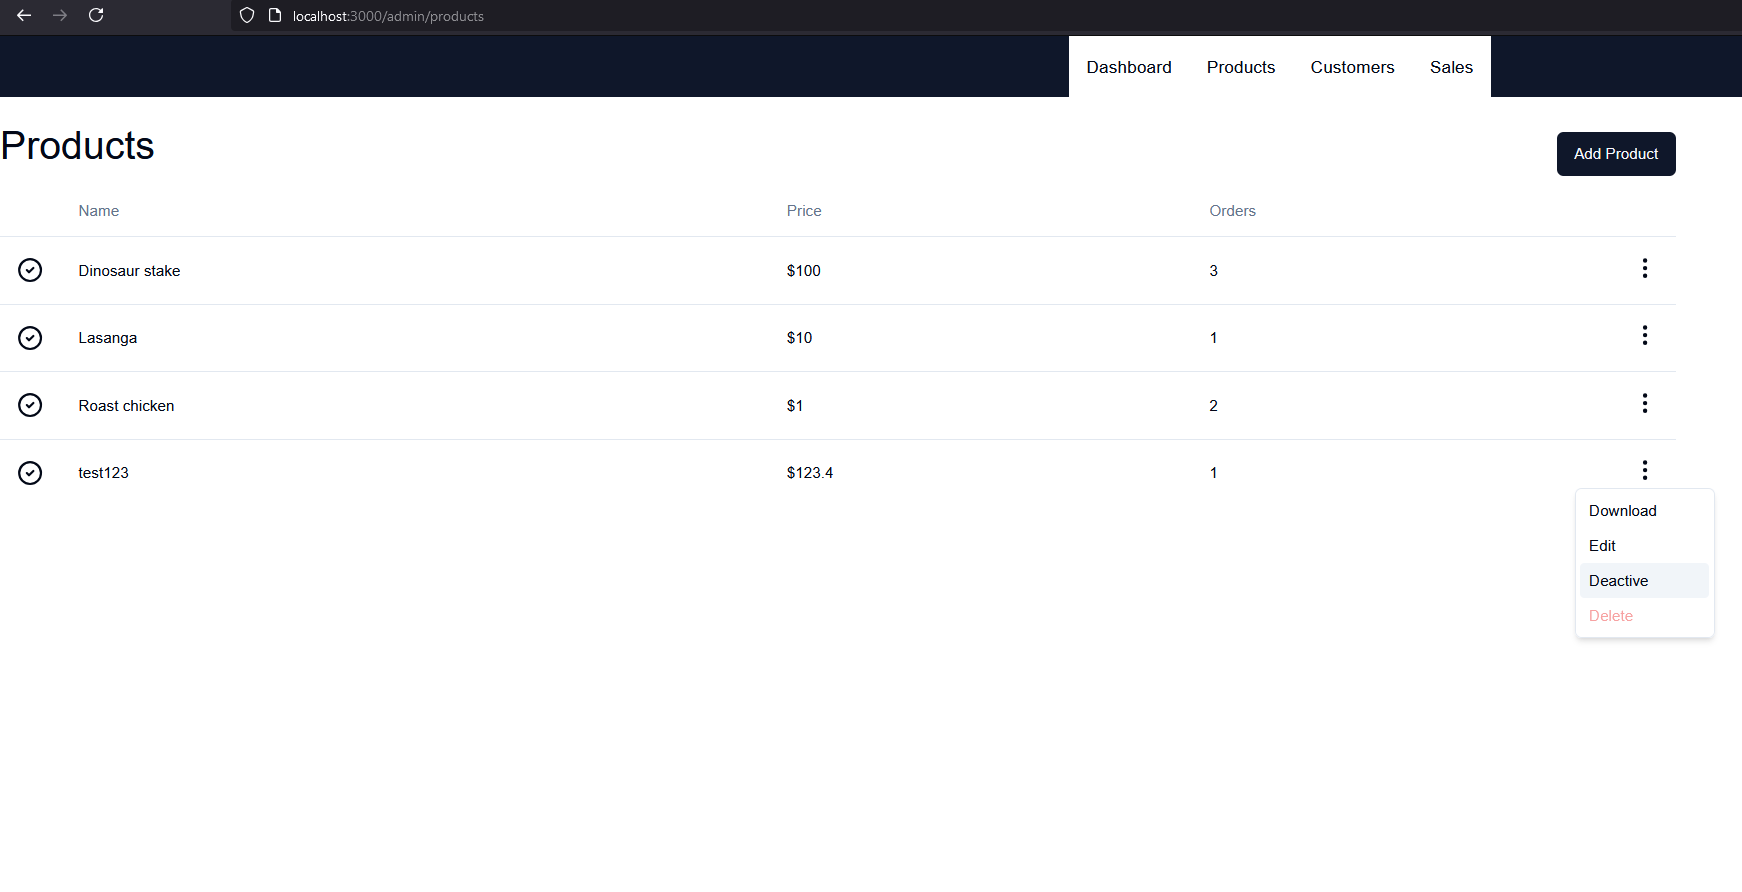 localhost:3000/admin/products
Dashboard Products Customers Sales
Products
Add Product
Name Price Orders
Dinosaur stake $100 3
Lasanga $10 1
Roast chicken $1 2
test123 $123.4 1
Download
Edit
Deactive
Delete